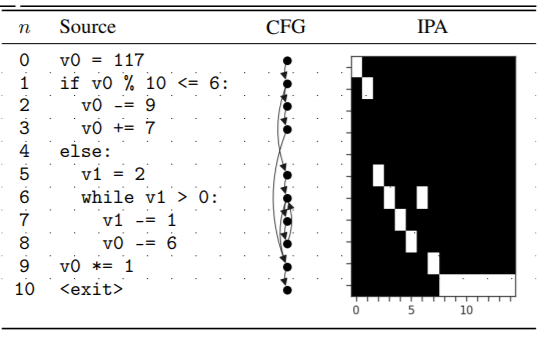 n Source CFG IPA
0 v0 = 117
1 if v0 % 10 <= 6:
2 v0 -= 9
3 v0 += 7
4 else:
5 v1 = 2
6 while v1 > 0:
7 v1 -= 1
8 v0 -= 6
9 v0 *= 1
10 <exit>
0 5 10